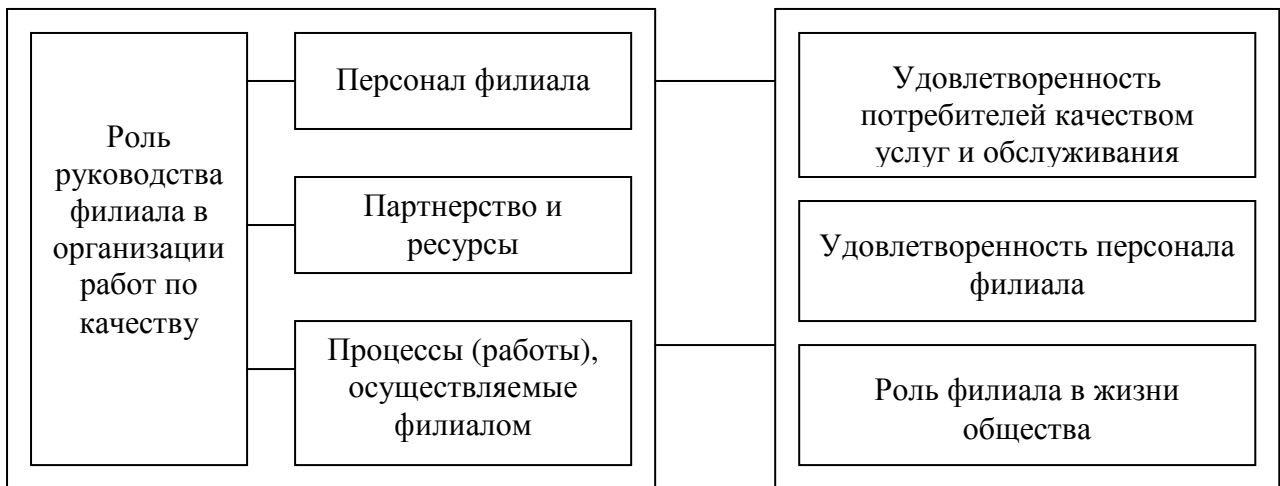 Роль
руководства
филиала в
организации
работ по
качеству
Персонал филиала
Партнерство и
ресурсы
Процессы (работы),
осуществляемые
филиалом
Удовлетворенность
потребителей качеством
услуг и обслуживания
Удовлетворенность персонала
филиала
Роль филиала в жизни
общества